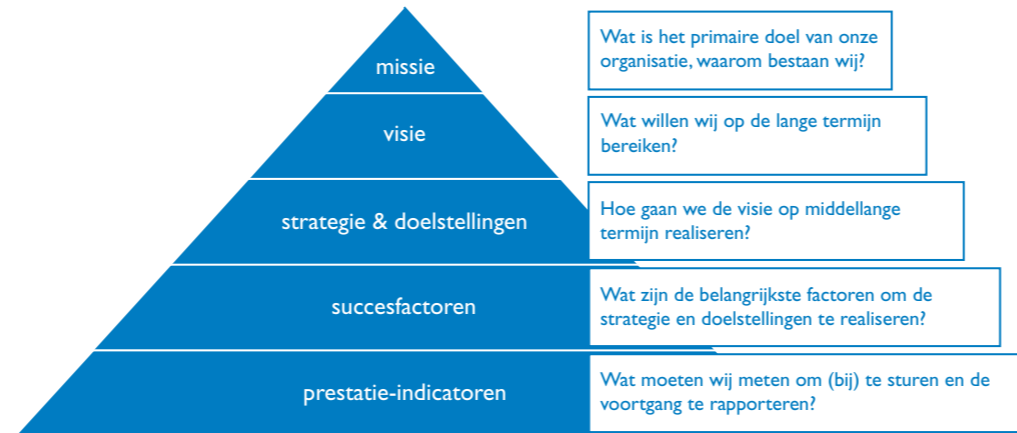 missie
Wat is het primaire doel van onze
organisatie, waarom bestaan wij?
visie
Wat willen wij op de lange termijn
bereiken?
strategie & doelstellingen
Hoe gaan we de visie op middellange
termijn realiseren?
succesfactoren
Wat zijn de belangrijkste factoren om de
strategie en doelstellingen te realiseren?
prestatie-indicatoren
Wat moeten wij meten om (bij) te sturen en de
voortgang te rapporteren?